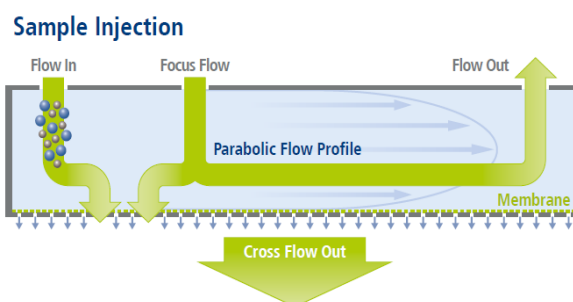 Sample Injection
Flow In
Focus Flow
Flow Out
Parabolic Flow Profile
Membrane
Cross Flow Out